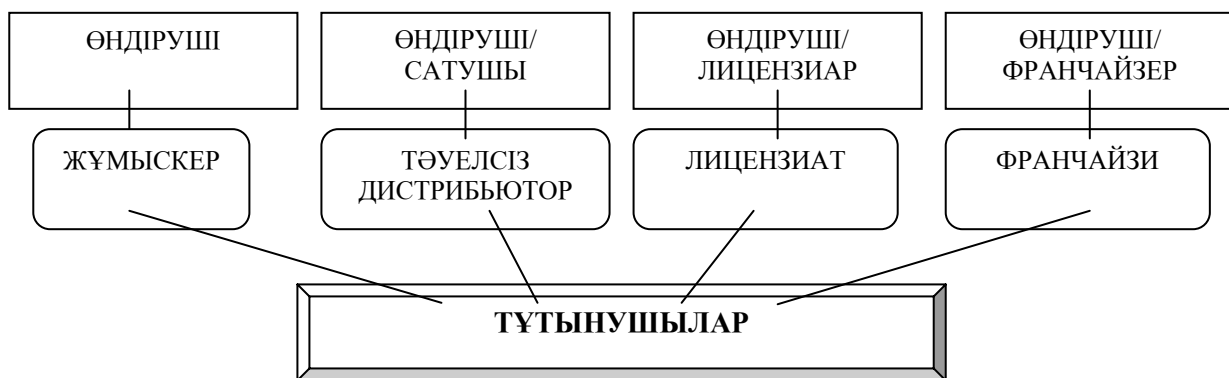 ӨНДІРУШІ
ӨНДІРУШІ/
САТУШЫ
ӨНДІРУШІ/
ЛИЦЕНЗИАР
ӨНДІРУШІ/
ФРАНЧАЙЗЕР
ЖҰМЫСКЕР
ТӘУЕЛСІЗ
ДИСТРИБЬЮТОР
ЛИЦЕНЗИАТ
ФРАНЧАЙЗИ
ТҰТЫНУШЫЛАР